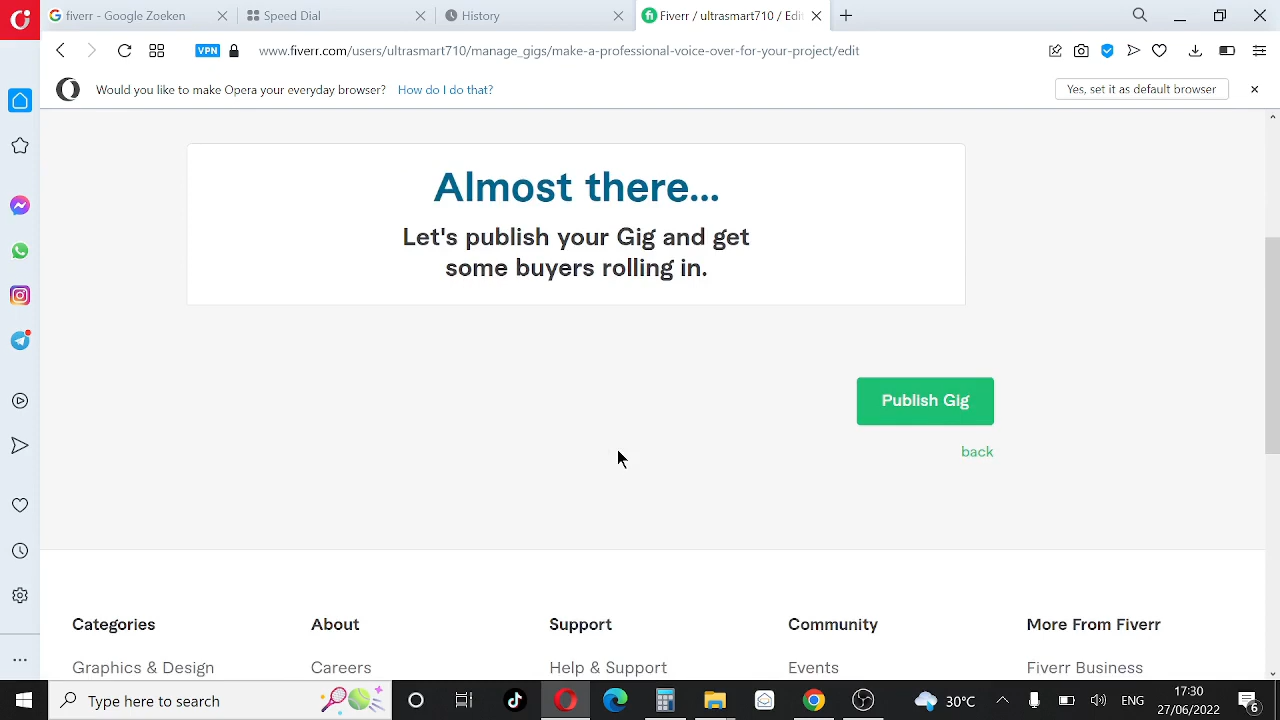 fiverr - Google Zoeken
Speed Dial
History
Fiverr / ultrasmart710 / Edi
VPN
www.fiverr.com/users/ultrasmart710/manage_gigs/make-a-professional-voice-over-for-your-project/edit
Would you like to make Opera your everyday browser? How do I do that?
Yes, set it as default browser
Almost there...
Let's publish your Gig and get
some buyers rolling in.
Publish Gig
back
Categories
About
Support
Community
More From Fiverr
Graphics & Design
Careers
Help & Support
Events
Fiverr Business
Type here to search
30°C
ENG
17:30
27/06/2022
6